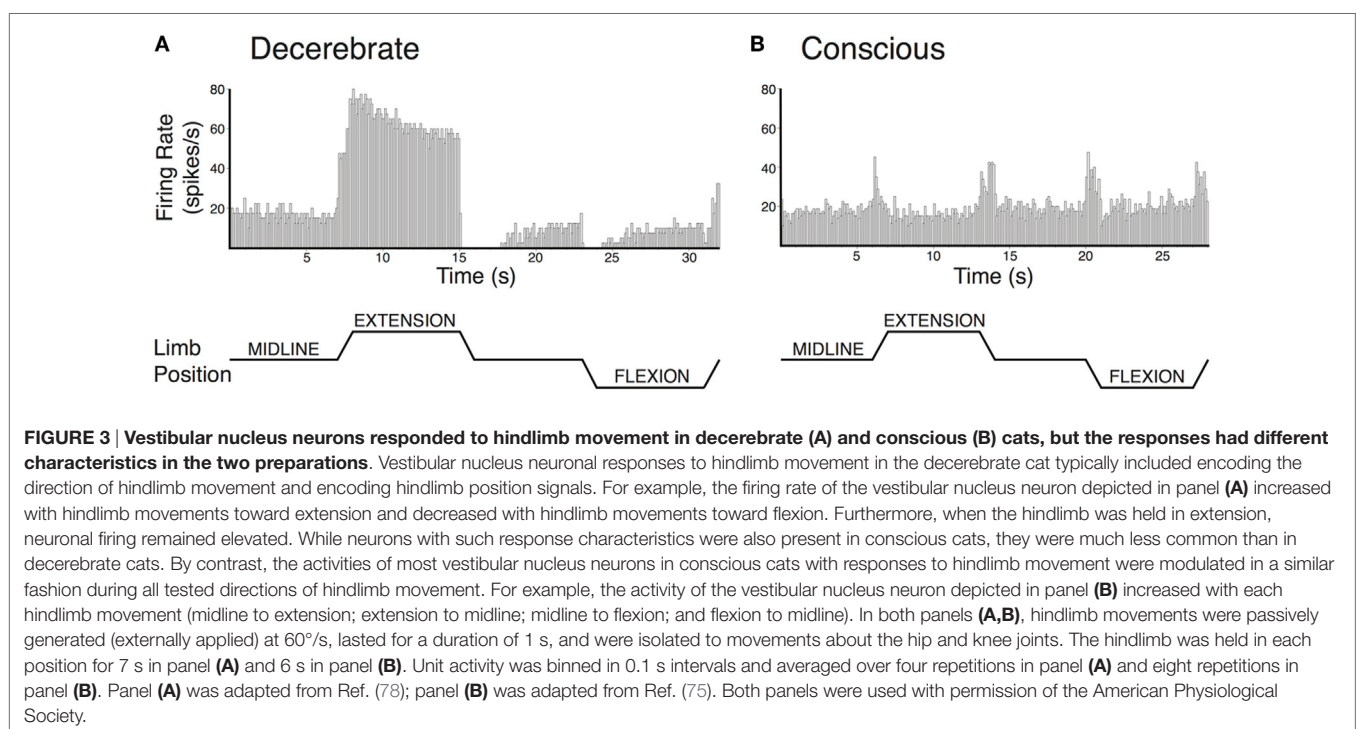 A Decerebrate
B Conscious
Firing Rate
(spikes/s)
80
60
40
20
5 10 15 20 25 30
Time (s)
80
60
40
20
5 10 15 20 25
Time (s)
Limb
Position
MIDLINE
EXTENSION
FLEXION
MIDLINE
EXTENSION
FLEXION
FIGURE 3 | Vestibular nucleus neurons responded to hindlimb movement in decerebrate (A) and conscious (B) cats, but the responses had different
characteristics in the two preparations. Vestibular nucleus neuronal responses to hindlimb movement in the decerebrate cat typically included encoding the
direction of hindlimb movement and encoding hindlimb position signals. For example, the firing rate of the vestibular nucleus neuron depicted in panel (A) increased
with hindlimb movements toward extension and decreased with hindlimb movements toward flexion. Furthermore, when the hindlimb was held in extension,
neuronal firing remained elevated. While neurons with such response characteristics were also present in conscious cats, they were much less common than in
decerebrate cats. By contrast, the activities of most vestibular nucleus neurons in conscious cats with responses to hindlimb movement were modulated in a similar
fashion during all tested directions of hindlimb movement. For example, the activity of the vestibular nucleus neuron depicted in panel (B) increased with each
hindlimb movement (midline to extension; extension to midline; midline to flexion; and flexion to midline). In both panels (A,B), hindlimb movements were passively
generated (externally applied) at 60°/s, lasted for a duration of 1 s, and were isolated to movements about the hip and knee joints. The hindlimb was held in each
position for 7 s in panel (A) and 6 s in panel (B). Unit activity was binned in 0.1 s intervals and averaged over four repetitions in panel (A) and eight repetitions in
panel (B). Panel (A) was adapted from Ref. (78); panel (B) was adapted from Ref. (75). Both panels were used with permission of the American Physiological
Society.